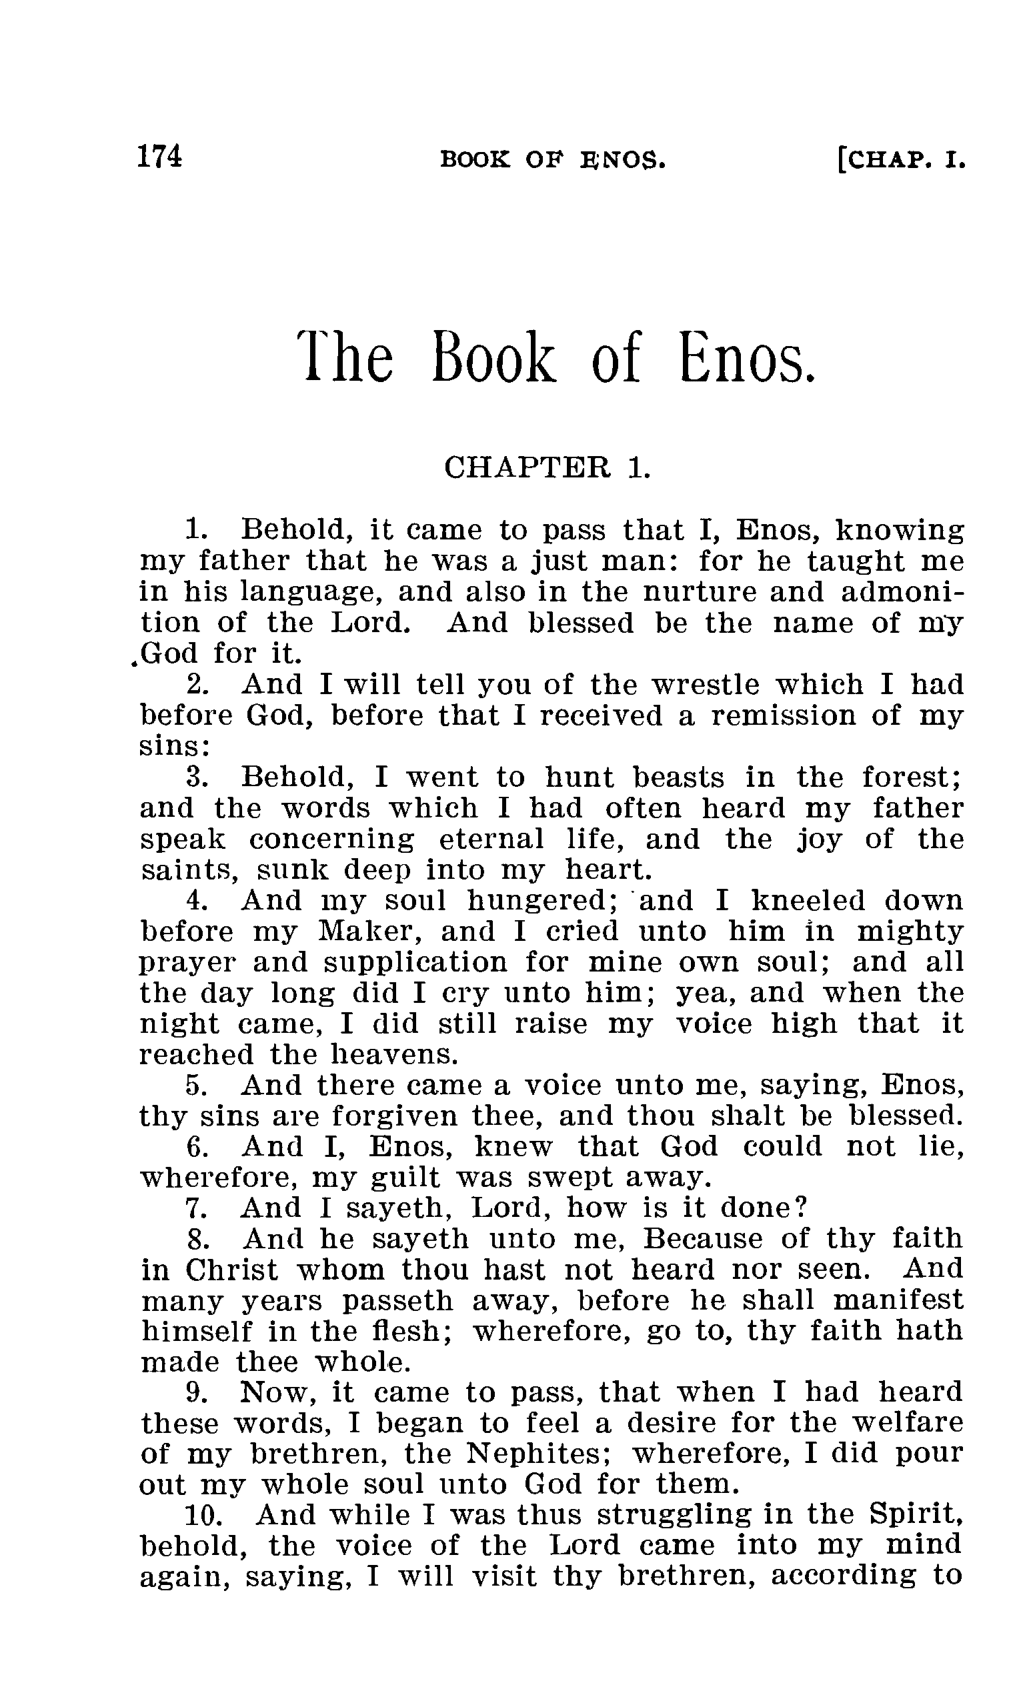 174 BOOK OF ENOS. [CHAP. I.
The Book of Enos.
CHAPTER 1.
1. Behold, it came to pass that I, Enos, knowing
my father that he was a just man: for he taught me
in his language, and also in the nurture and admoni-
tion of the Lord. And blessed be the name of my
God for it.
2. And I will tell you of the wrestle which I had
before God, before that I received a remission of my
sins:
3. Behold, I went to hunt beasts in the forest;
and the words which I had often heard my father
speak concerning eternal life, and the joy of the
saints, sunk deep into my heart.
4. And my soul hungered; and I kneeled down
before my Maker, and I cried unto him in mighty
prayer and supplication for mine own soul; and all
the day long did I cry unto him; yea, and when the
night came, I did still raise my voice high that it
reached the heavens.
5. And there came a voice unto me, saying, Enos,
thy sins are forgiven thee, and thou shalt be blessed.
6. And I, Enos, knew that God could not lie,
wherefore, my guilt was swept away.
7. And I sayeth, Lord, how is it done?
8. And he sayeth unto me, Because of thy faith
in Christ whom thou hast not heard nor seen. And
many years passeth away, before he shall manifest
himself in the flesh; wherefore, go to, thy faith hath
made thee whole.
9. Now, it came to pass, that when I had heard
these words, I began to feel a desire for the welfare
of my brethren, the Nephites; wherefore, I did pour
out my whole soul unto God for them.
10. And while I was thus struggling in the Spirit,
behold, the voice of the Lord came into my mind
again, saying, I will visit thy brethren, according to